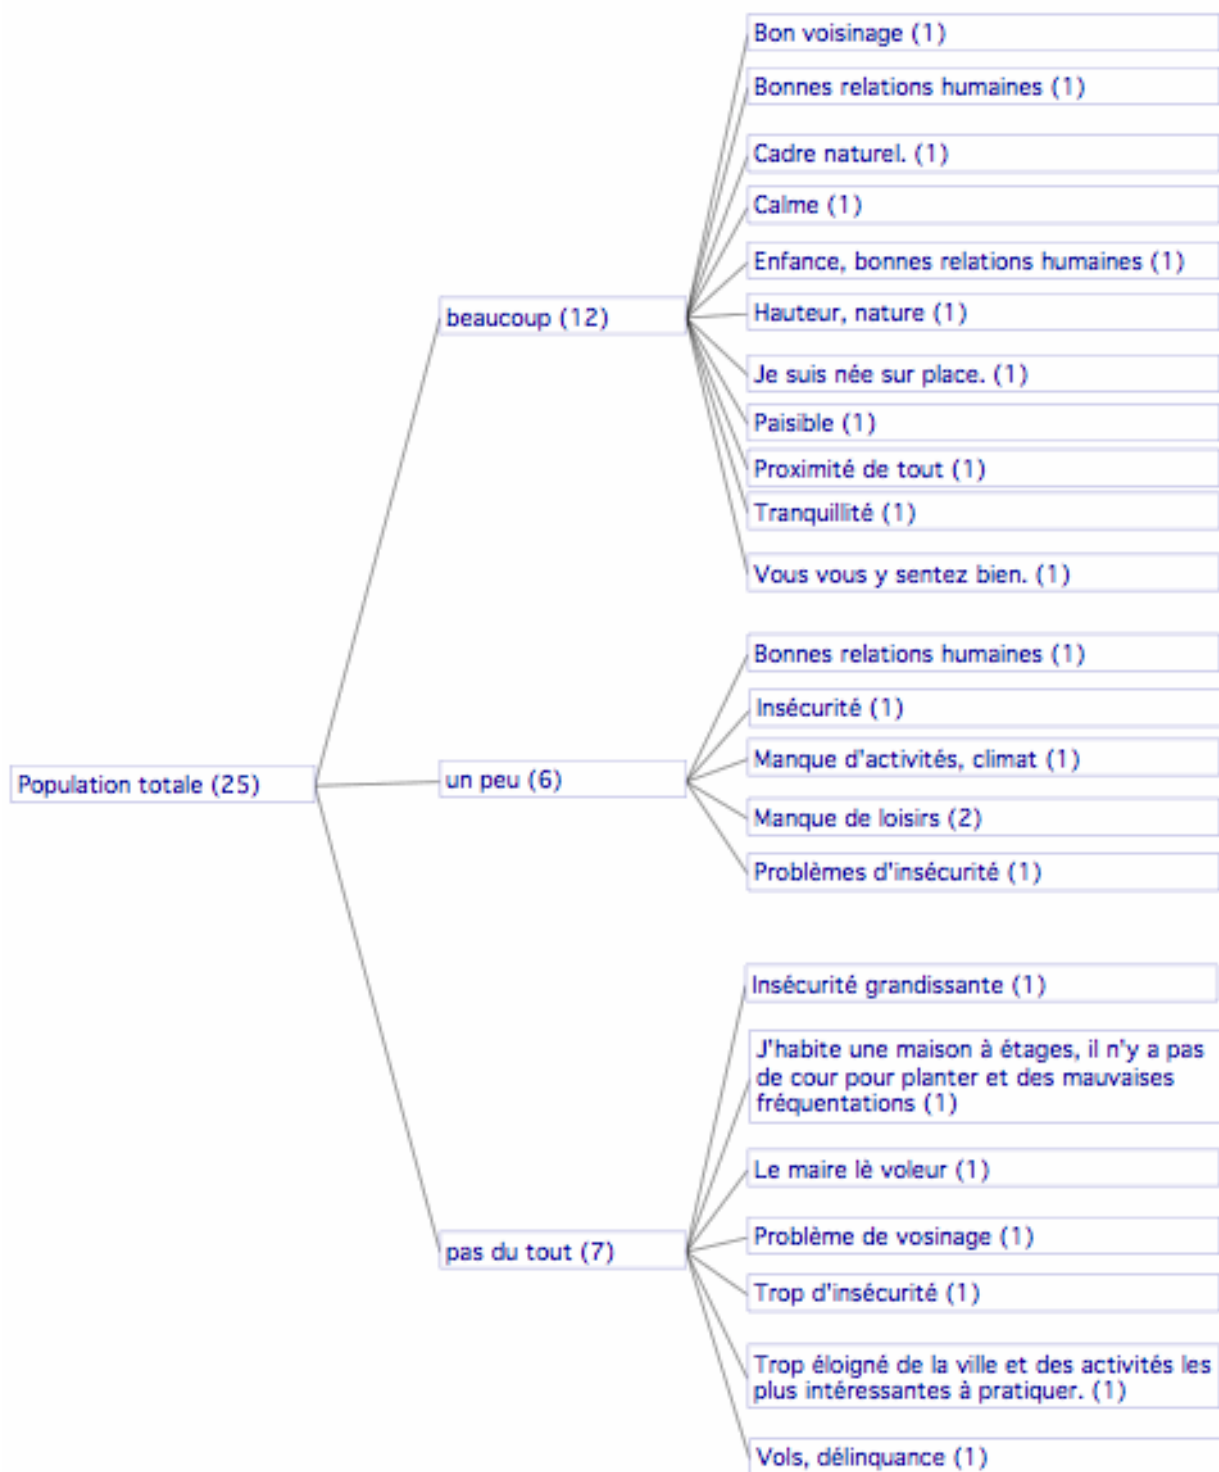 Population totale (25)
beaucoup (12)
Bon voisinage (1)
Bonnes relations humaines (1)
Cadre naturel. (1)
Calme (1)
Enfance, bonnes relations humaines (1)
Hauteur, nature (1)
Je suis née sur place. (1)
Paisible (1)
Proximité de tout (1)
Tranquillité (1)
Vous vous y sentez bien. (1)
un peu (6)
Bonnes relations humaines (1)
Insécurité (1)
Manque d'activités, climat (1)
Manque de loisirs (2)
Problèmes d'insécurité (1)
pas du tout (7)
Insécurité grandissante (1)
J'habite une maison à étages, il n'y a pas
de cour pour planter et des mauvaises
fréquentations (1)
Le maire lè voleur (1)
Problème de vosinage (1)
Trop d'insécurité (1)
Trop éloigné de la ville et des activités les
plus intéressantes à pratiquer. (1)
Vols, délinquance (1)